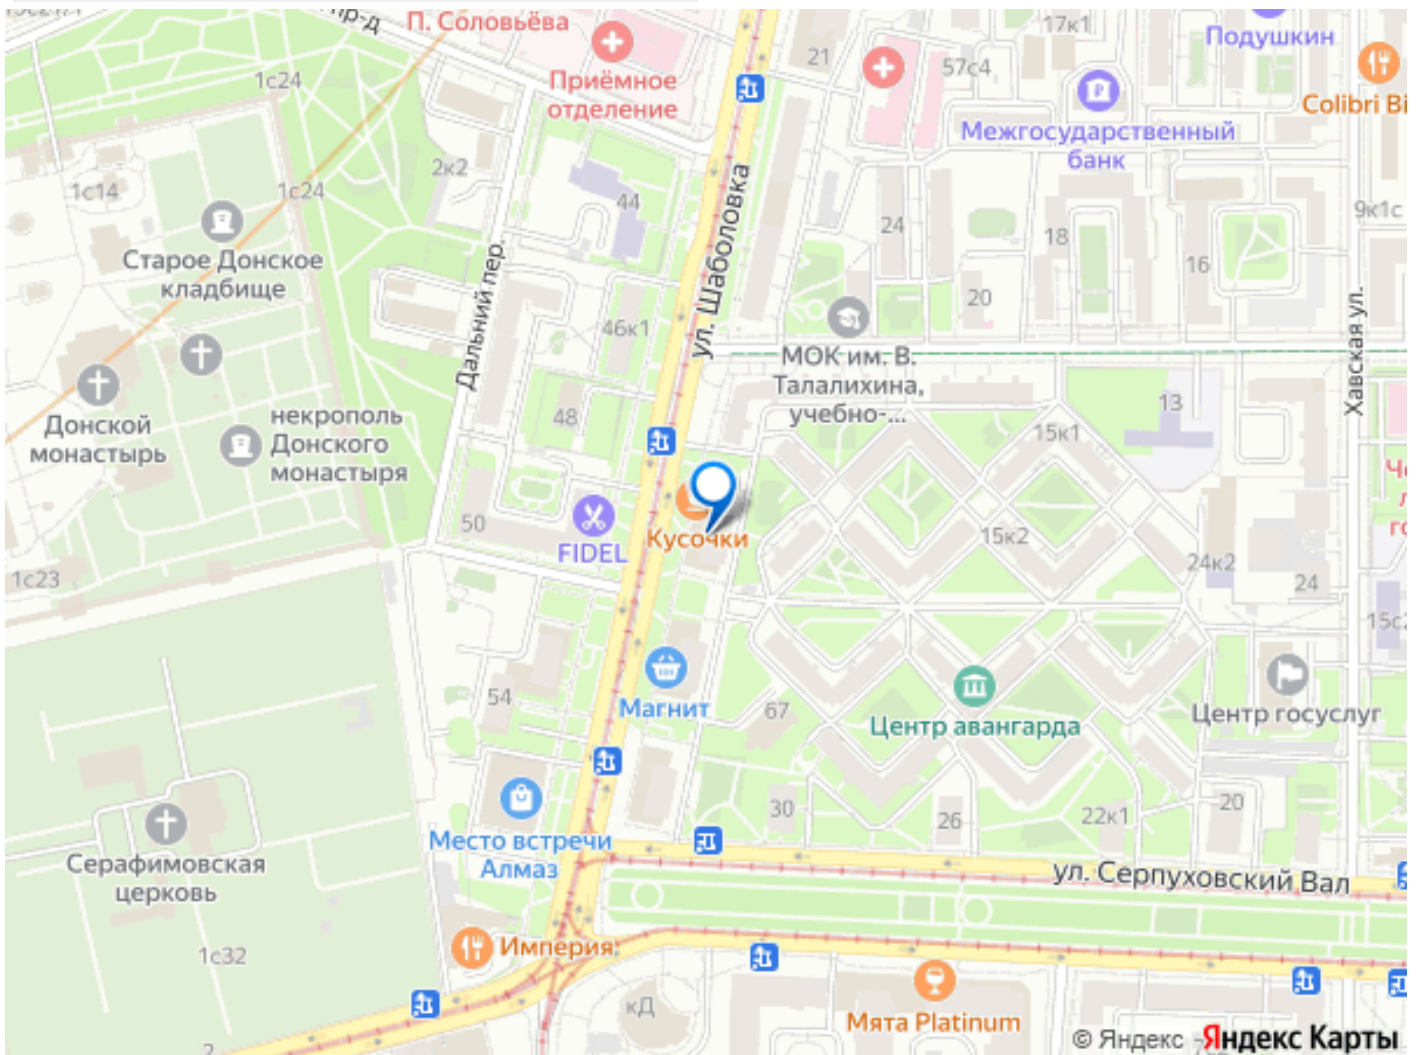 пр-д
П. Соловьёва
Приёмное
отделение
21
57с4
17к1
Подушкин
Colibri Bi
Межгосударственный
банк
1с24
2к2
44
ул. Шаболовка
24
18
9к1с
1с14
1с24
Старое Донское
кладбище
Дальний пер.
46к1
20
16
Хавская ул.
МОК им. В.
Талалихина,
учебно-...
13
Донской
монастырь
некрополь
Донского
монастыря
48
15к1
50
FIDEL
Кусочки
15к2
24к2
24
1с23
54
Магнит
67
Центр авангарда
Центр госуслуг
Место встречи
Алмаз
30
26
22к1
20
Серафимовская
церковь
ул. Серпуховский Вал
1с32
Империя
кД
Мята Platinum
2
© Яндекс
Яндекс Карты